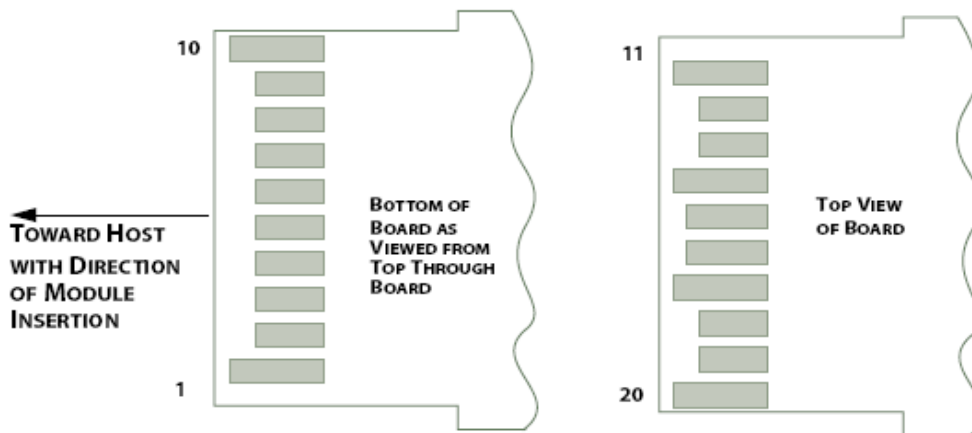 10
TOWARD HOST
WITH DIRECTION
OF MODULE
INSERTION
1
BOTTOM OF
BOARD AS
VIEWED FROM
TOP THROUGH
BOARD
11
TOP VIEW
OF BOARD
20